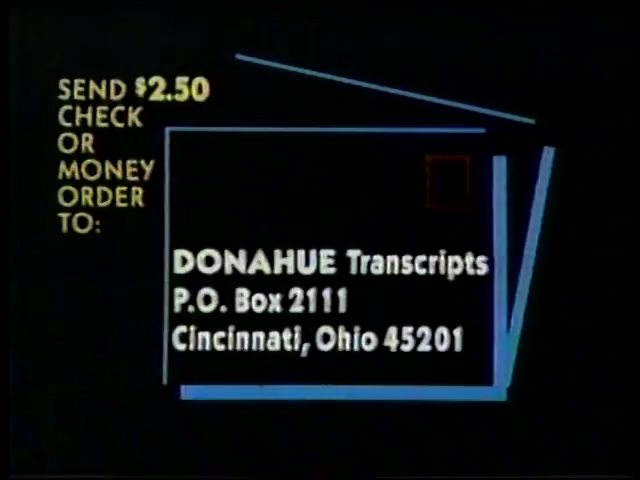 SEND $2.50
CHECK
OR
MONEY
ORDER
TO:
DONAHUE Transcripts
P.O. Box 2111
Cincinnati, Ohio 45201